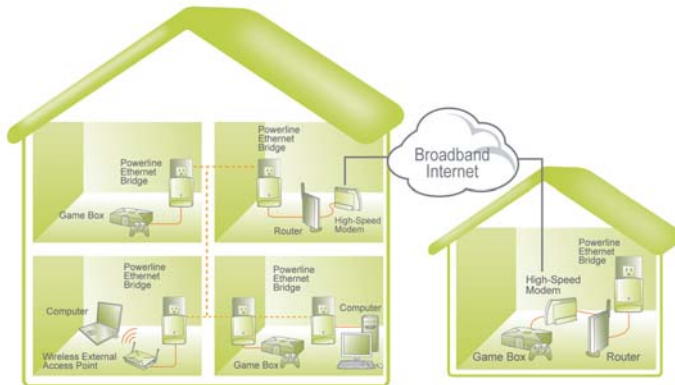 Powerline
Ethernet
Bridge
Game Box
Powerline
Ethernet
Bridge
Router
High-Speed
Modem
Broadband
Internet
Computer
Powerline
Ethernet
Bridge
Wireless External
Access Point
Powerline
Ethernet
Bridge
Computer
Game Box
Powerline
Ethernet
Bridge
High-Speed
Modem
Game Box
Router